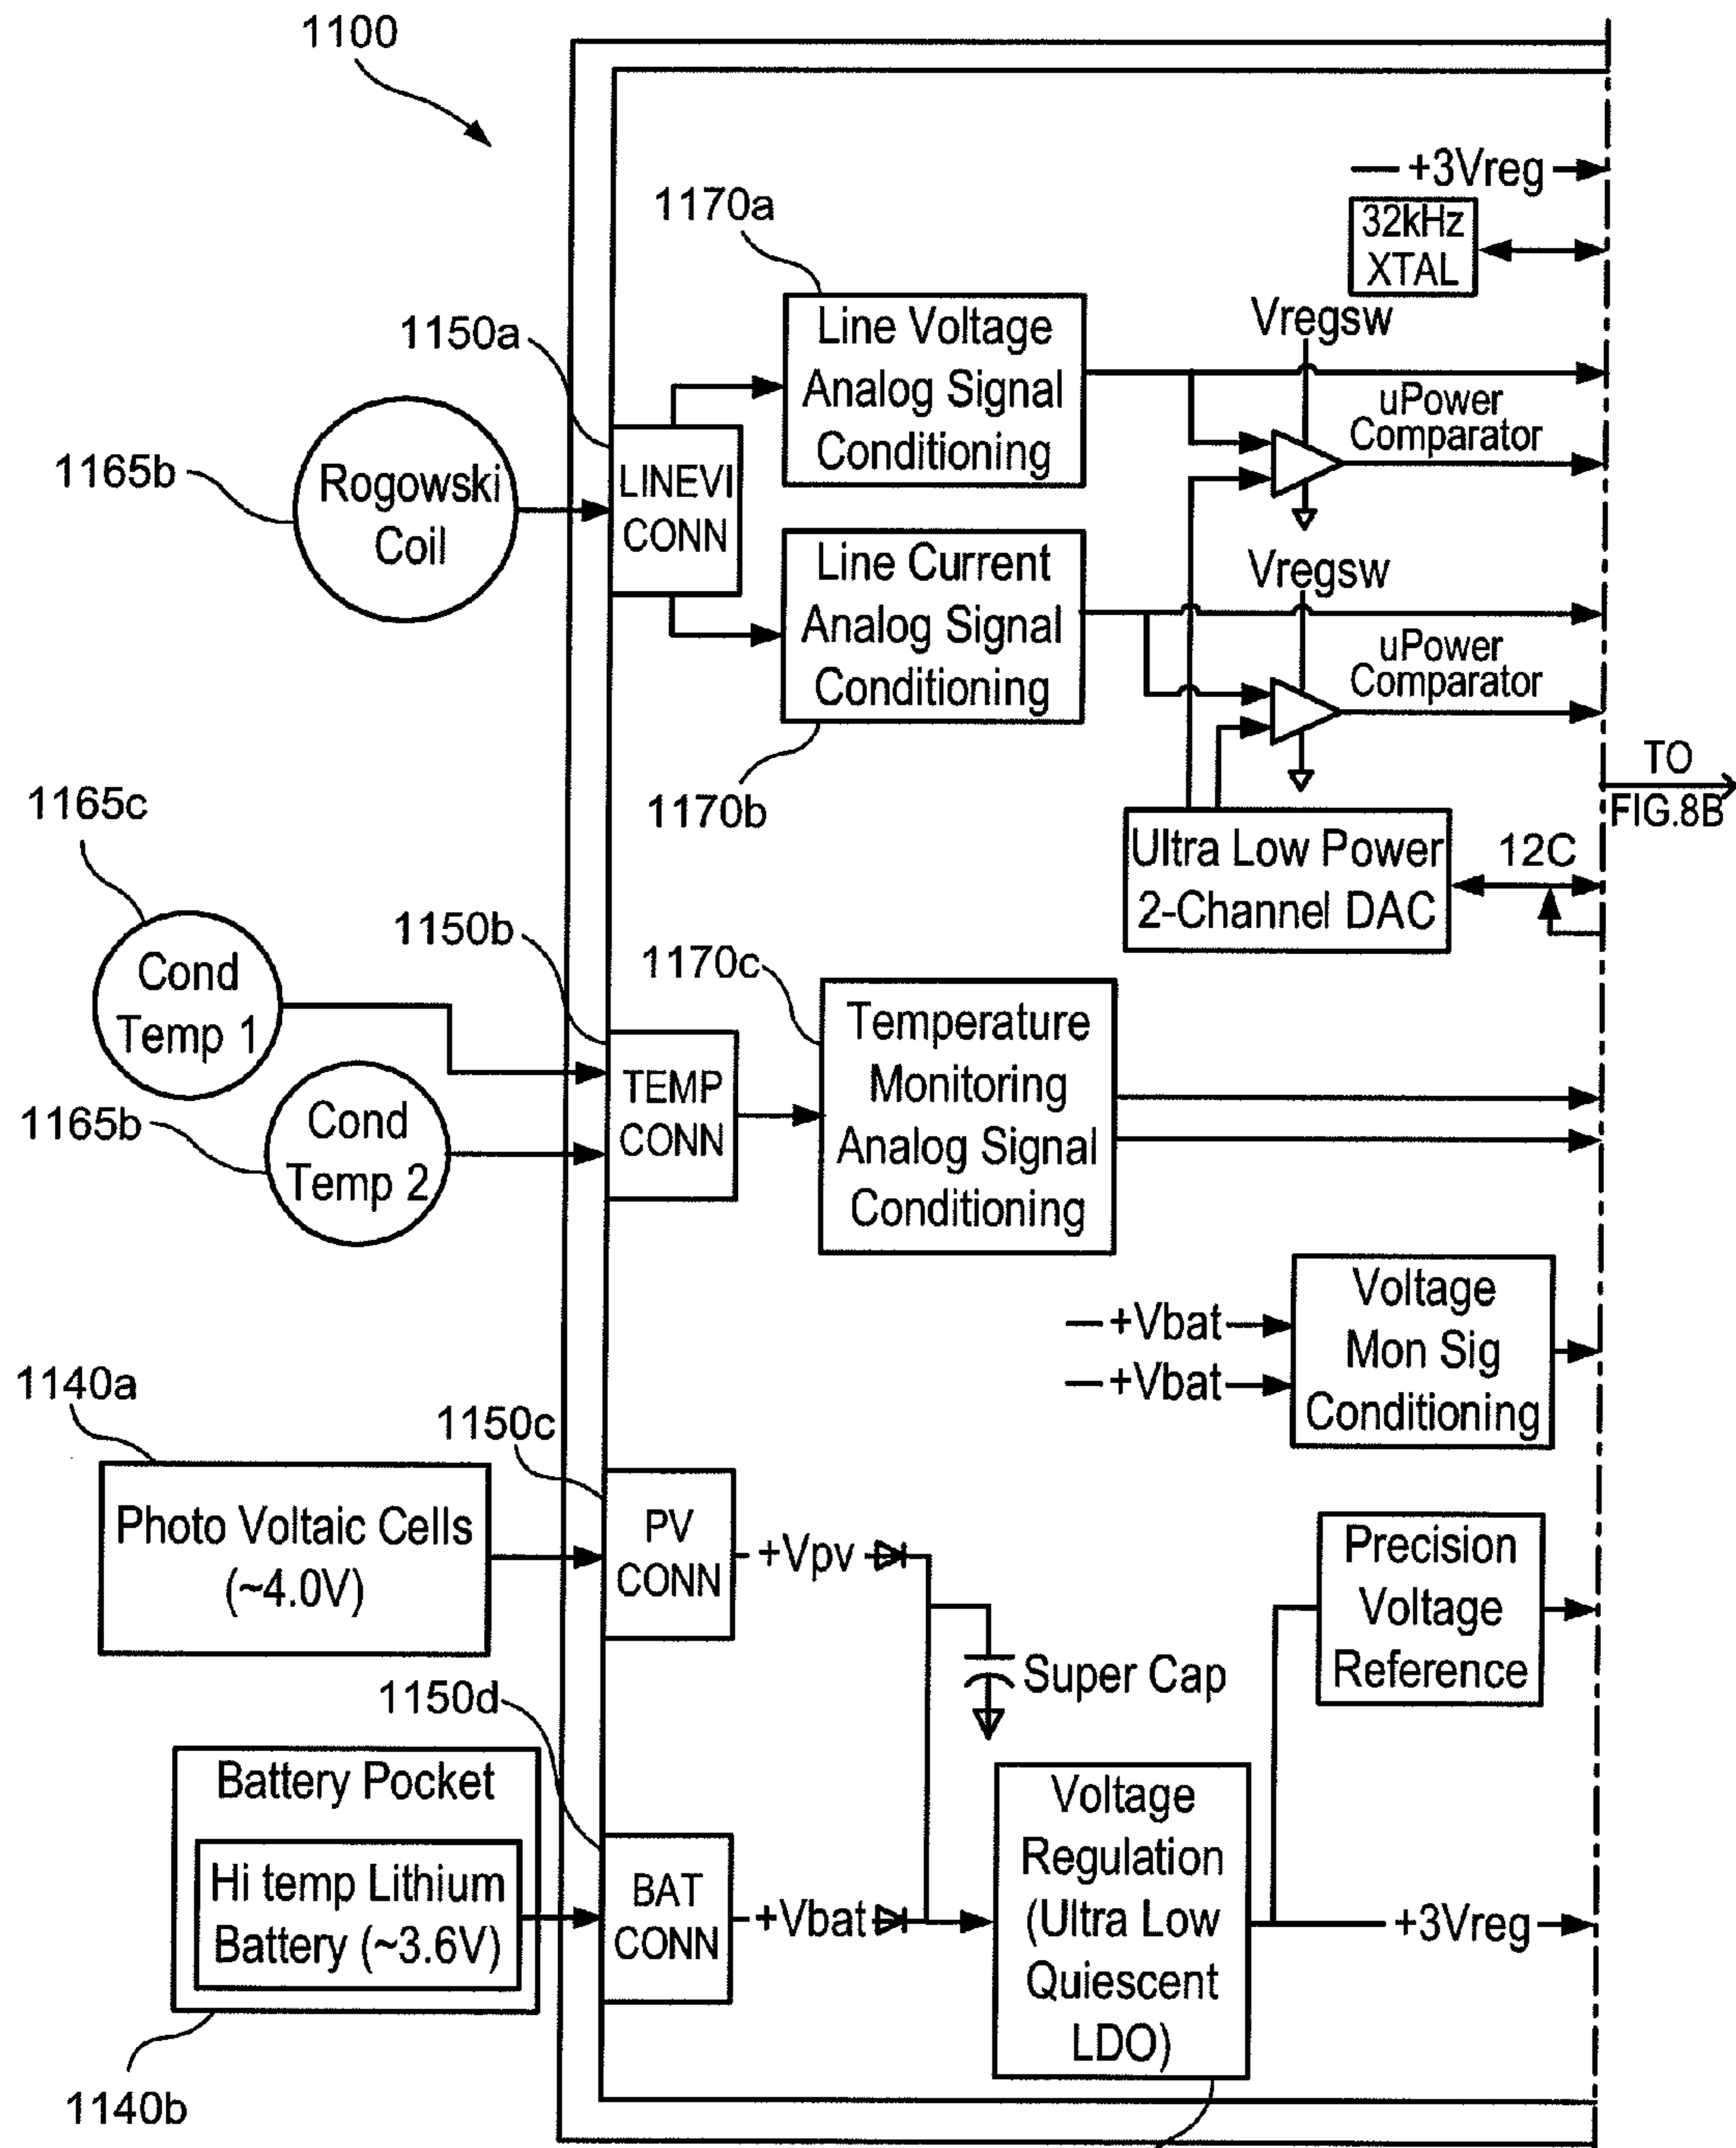 1100
+3Vreg
32kHz
XTAL
1170a
Vregsw
1150a
Line Voltage
Analog Signal
Conditioning
uPower
Comparator
1165b
Rogowski
Coil
LINEVI
CONN
Line Current
Analog Signal
Conditioning
Vregsw
uPower
Comparator
1170b
TO
FIG.8B
1165c
Ultra Low Power
2-Channel DAC
12C
1150b
1170c
Cond
Temp 1
Temperature
Monitoring
Analog Signal
Conditioning
1165b
Cond
Temp 2
TEMP
CONN
+Vbat
+Vbat
Voltage
Mon Sig
Conditioning
1140a
1150c
Photo Voltaic Cells
(~4.0V)
PV
CONN
+Vpv
Precision
Voltage
Reference
Super Cap
1150d
Battery Pocket
Hi temp Lithium
Battery (~3.6V)
BAT
CONN
+Vbat
Voltage
Regulation
(Ultra Low
Quiescent
LDO)
+3Vreg
1140b